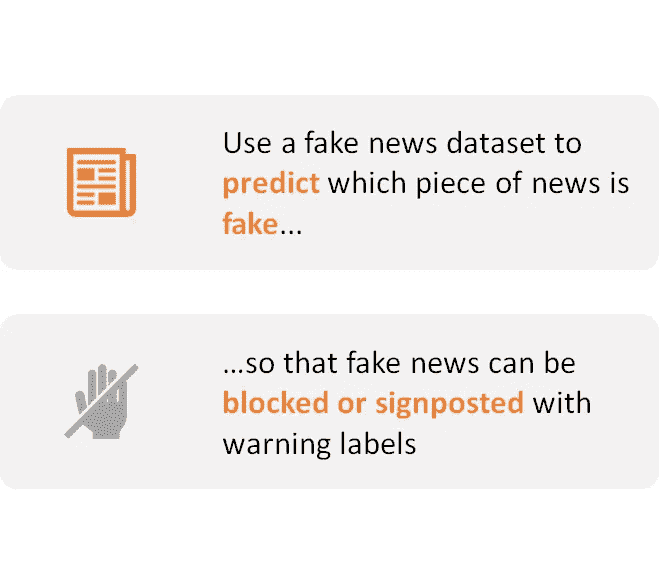 Use a fake news dataset to
predict which piece of news is
fake...
...so that fake news can be
blocked or signposted with
warning labels